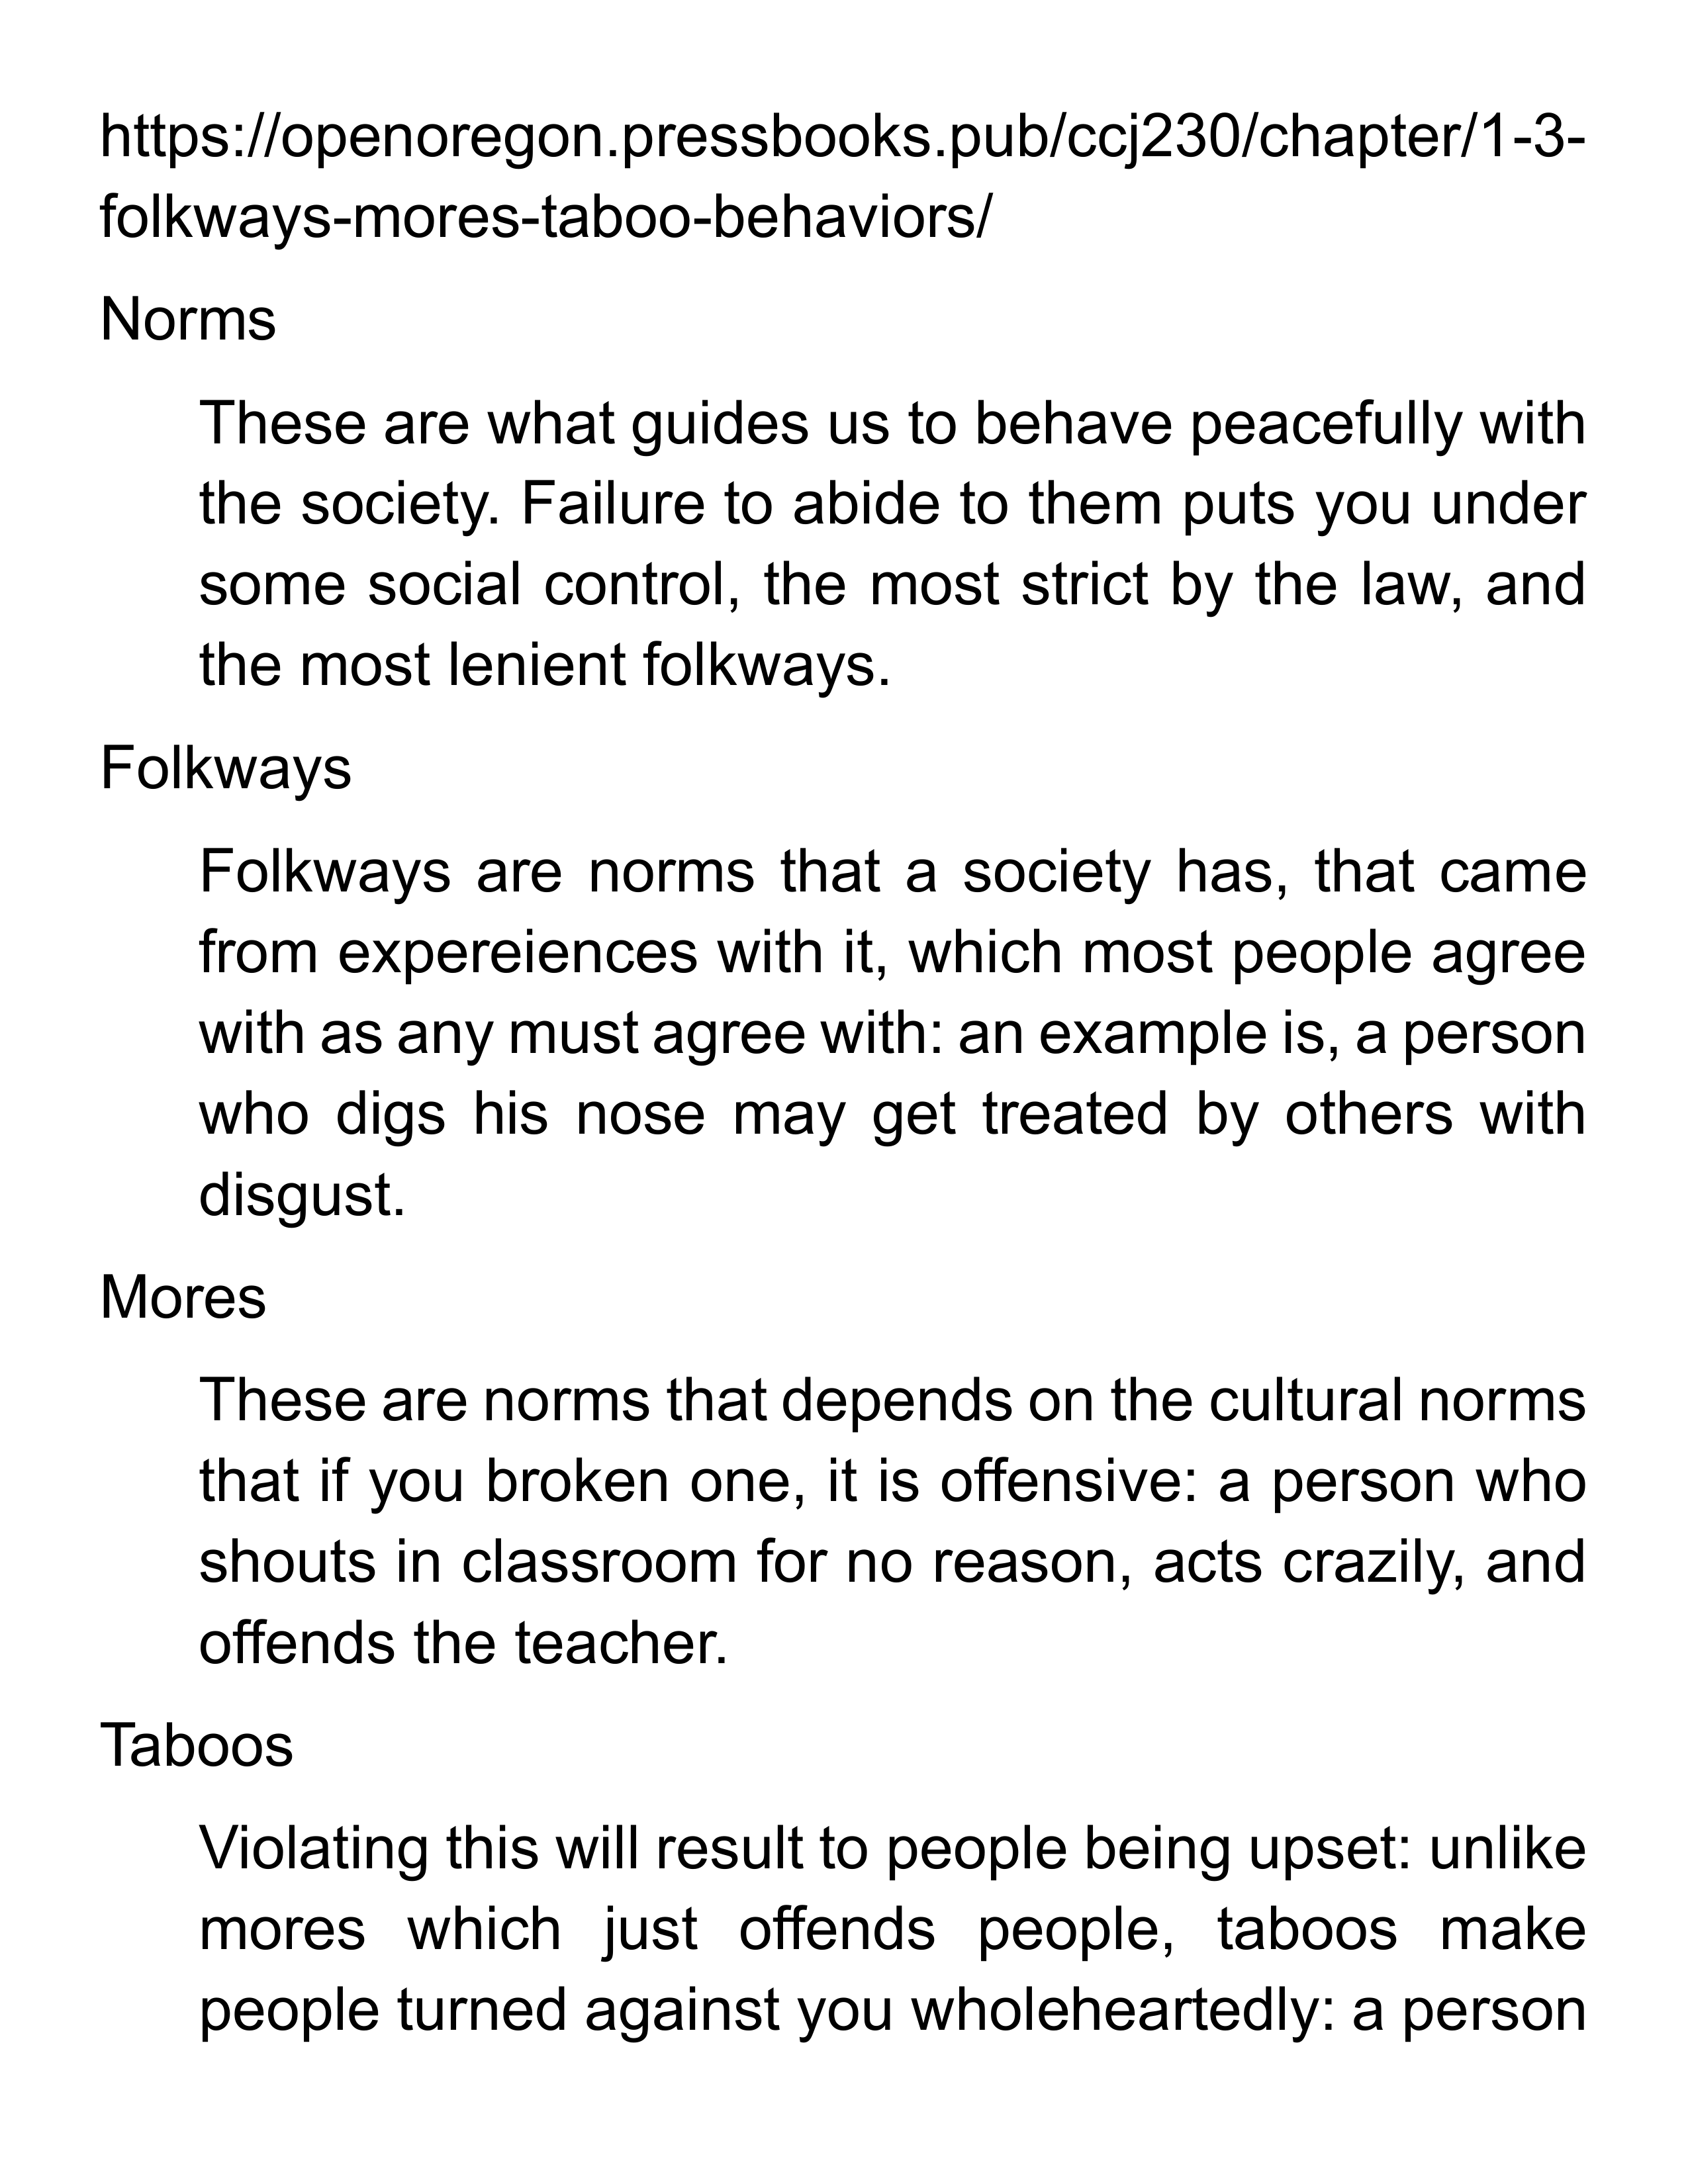 https://openoregon.pressbooks.pub/ccj230/chapter/1-3-
folkways-mores-taboo-behaviors/
Norms
These are what guides us to behave peacefully with
the society. Failure to abide to them puts you under
some social control, the most strict by the law, and
the most lenient folkways.
Folkways
Folkways are norms that a society has, that came
from expereiences with it, which most people agree
with as any must agree with: an example is, a person
who digs his nose may get treated by others with
disgust.
Mores
These are norms that depends on the cultural norms
that if you broken one, it is offensive: a person who
shouts in classroom for no reason, acts crazily, and
offends the teacher.
Taboos
Violating this will result to people being upset: unlike
mores which just offends people, taboos make
people turned against you wholeheartedly: a person